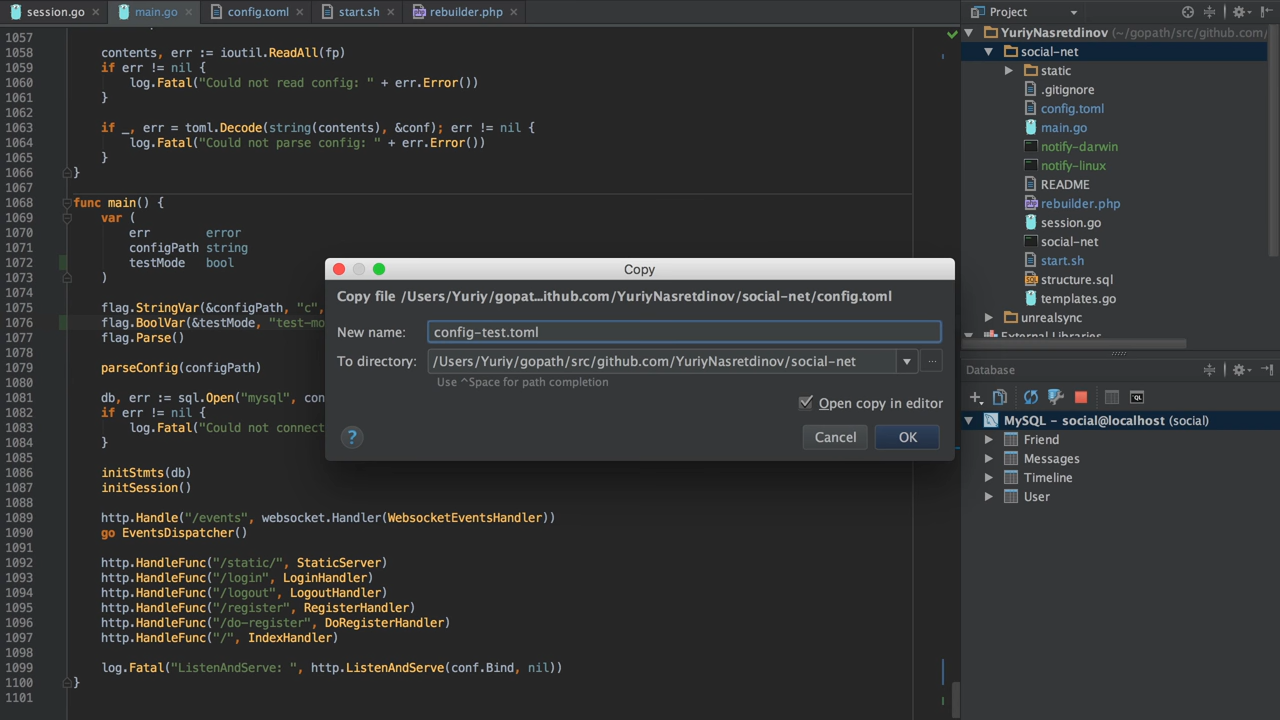 session.go
main.go
config.toml
start.sh
rebuilder.php
1057
1058 contents, err := ioutil.ReadAll(fp)
1059 if err != nil {
1060 log.Fatal("Could not read config: " + err.Error())
1061 }
1062
1063 if _, err = toml.Decode(string(contents), &conf); err != nil {
1064 log.Fatal("Could not parse config: " + err.Error())
1065 }
1066 }
1067
1068 func main() {
1069 var (
1070 err error
1071 configPath string
1072 testMode bool
1073 )
1074
1075 flag.StringVar(&configPath, "c",
1076 flag.BoolVar(&testMode, "test-mo
1077 flag.Parse()
1078
1079 parseConfig(configPath)
1080
1081 db, err := sql.Open("mysql", con
1082 if err != nil {
1083 log.Fatal("Could not connect
1084 }
1085
1086 initStmts(db)
1087 initSession()
1088
1089 http.Handle("/events", websocket.Handler(WebsocketEventsHandler))
1090 go EventsDispatcher()
1091
1092 http.HandleFunc("/static/", StaticServer)
1093 http.HandleFunc("/login", LoginHandler)
1094 http.HandleFunc("/logout", LogoutHandler)
1095 http.HandleFunc("/register", RegisterHandler)
1096 http.HandleFunc("/do-register", DoRegisterHandler)
1097 http.HandleFunc("/", IndexHandler)
1098
1099 log.Fatal("ListenAndServe: ", http.ListenAndServe(conf.Bind, nil))
1100 }
1101
Copy
Copy file /Users/Yuriy/gopat…ithub.com/YuriyNasretdinov/social-net/config.toml
New name: config-test.toml
To directory: /Users/Yuriy/gopath/src/github.com/YuriyNasretdinov/social-net
Use ^Space for path completion
Open copy in editor
? Cancel OK
Project
YuriyNasretdinov (~/gopath/src/github.com/
social-net
static
.gitignore
config.toml
main.go
notify-darwin
notify-linux
README
rebuilder.php
session.go
social-net
start.sh
structure.sql
templates.go
unrealsync
External Libraries
Database
QL
MySQL - social@localhost (social)
Friend
Messages
Timeline
User